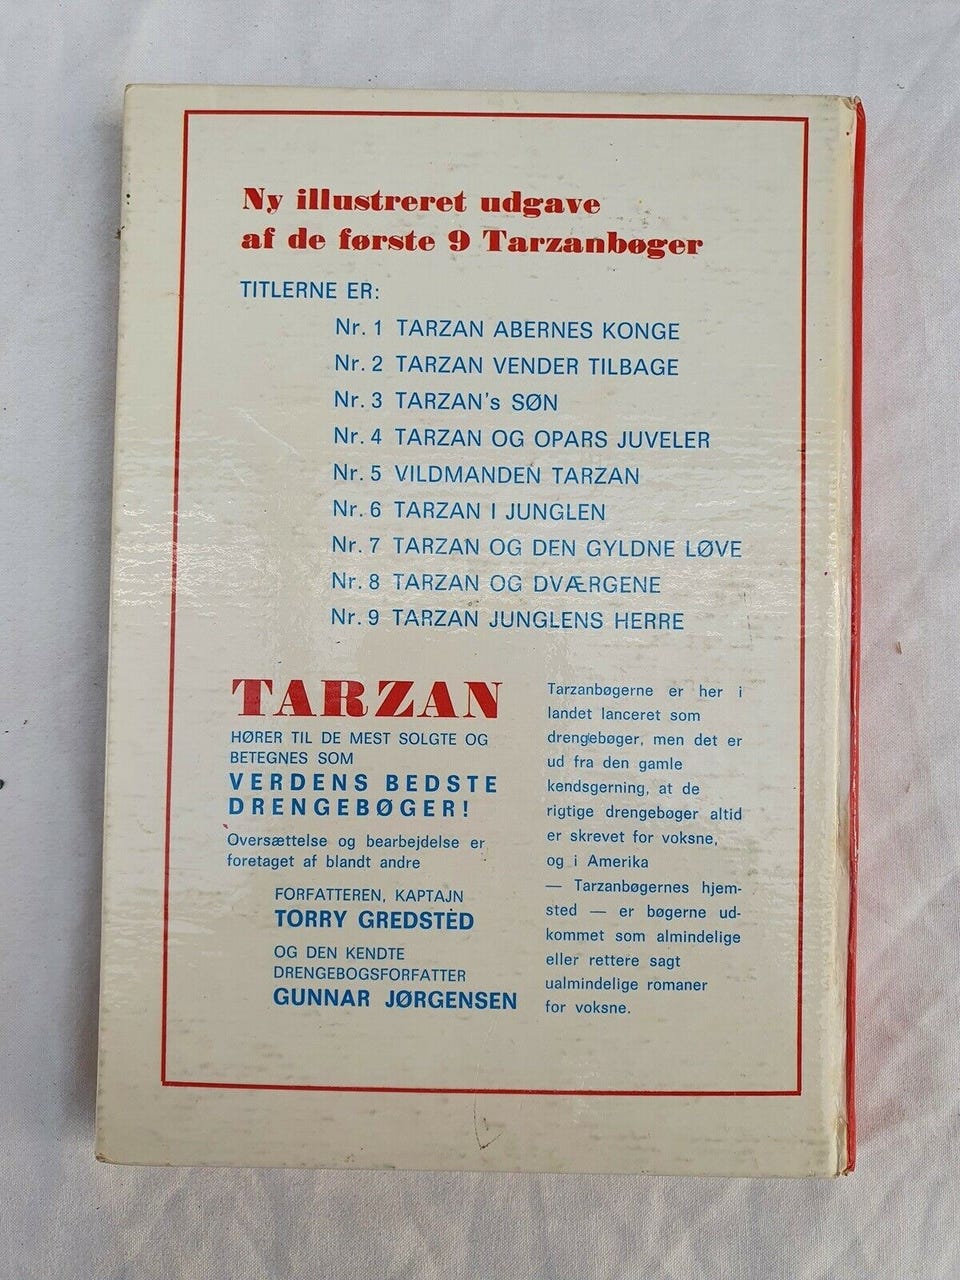 Ny illustreret udgave
af de første 9 Tarzanbøger
TITLERNE ER:
Nr. 1 TARZAN ABERNES KONGE
Nr. 2 TARZAN VENDER TILBAGE
Nr. 3 TARZAN's SØN
Nr. 4 TARZAN OG OPARS JUVELER
Nr. 5 VILDMANDEN TARZAN
Nr. 6 TARZAN I JUNGLEN
Nr. 7 TARZAN OG DEN GYLDNE LØVE
Nr. 8 TARZAN OG DVÆRGENE
Nr. 9 TARZAN JUNGLENS HERRE
TARZAN
HØRER TIL DE MEST SOLGTE OG
BETEGNES SOM
VERDENS BEDSTE
DRENGEBØGER!
Oversættelse og bearbejdelse er
foretaget af blandt andre
FORFATTEREN, KAPTAJN
TORRY GREDSTED
OG DEN KENDTE
DRENGEBOGSFORFATTER
GUNNAR JØRGENSEN
Tarzanbøgerne er her i
landet lanceret som
drengebøger, men det er
ud fra den gamle
kendsgerning, at de
rigtige drengebøger altid
er skrevet for voksne,
og i Amerika
— Tarzanbøgernes hjem-
sted — er bøgerne ud-
kommet som almindelige
eller rettere sagt
ualmindelige romaner
for voksne.